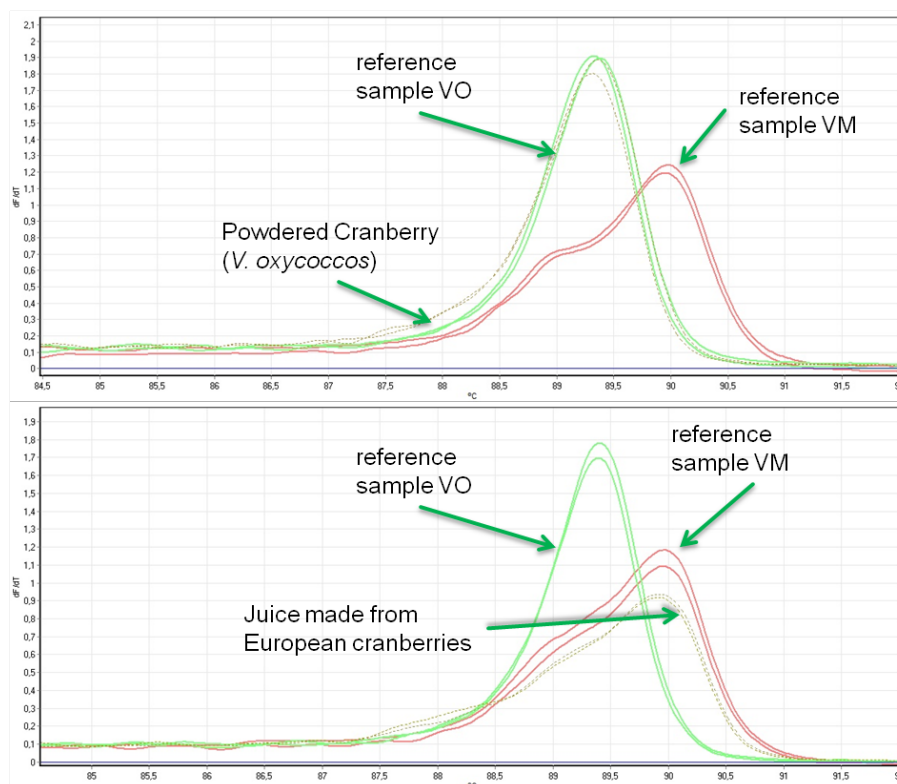 2,1
2
1,9
1,8
1,7
1,6
1,5
1,4
1,3
1,2
1,1
1
0,9
0,8
0,7
0,6
0,5
0,4
0,3
0,2
0,1
0
dF/dT
reference
sample VO
reference
sample VM
Powdered Cranberry
(V. oxycoccos)
84,5 85 85,5 86 86,5 87 87,5 88 88,5 89 89,5 90 90,5 91 91,5
°C
1,9
1,8
1,7
1,6
1,5
1,4
1,3
1,2
1,1
1
0,9
0,8
0,7
0,6
0,5
0,4
0,3
0,2
0,1
0
dF/dT
reference
sample VO
reference
sample VM
Juice made from
European cranberries
85 85,5 86 86,5 87 87,5 88 88,5 89 89,5 90 90,5 91 91,5